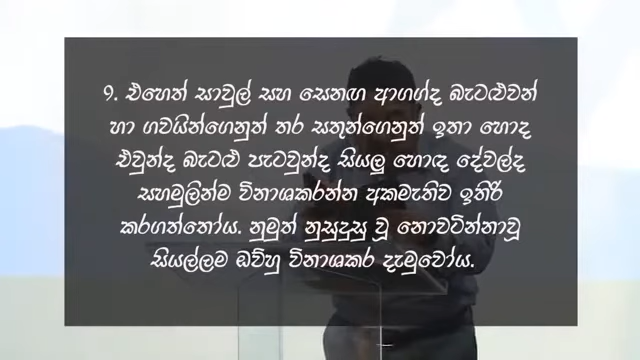 9. එහෙත් සාවුල් සහ සෙනඟ ආගග්ද බැටළුවන්
හා ගවයින්ගෙනුත් තර සතුන්ගෙනුත් ඉතා හොද
එවුන්ද බැටළු පැටවුන්ද සියලු හොඳ දේවල්ද
සහමුලින්ම විනාශකරන්න අකමැතිව ඉතිරි
කරගත්තෝය. නුමුත් නුසුදුසු වූ නොවටින්නාවූ
සියල්ලම ඔව්හු විනාශකර දැමුවෝය.